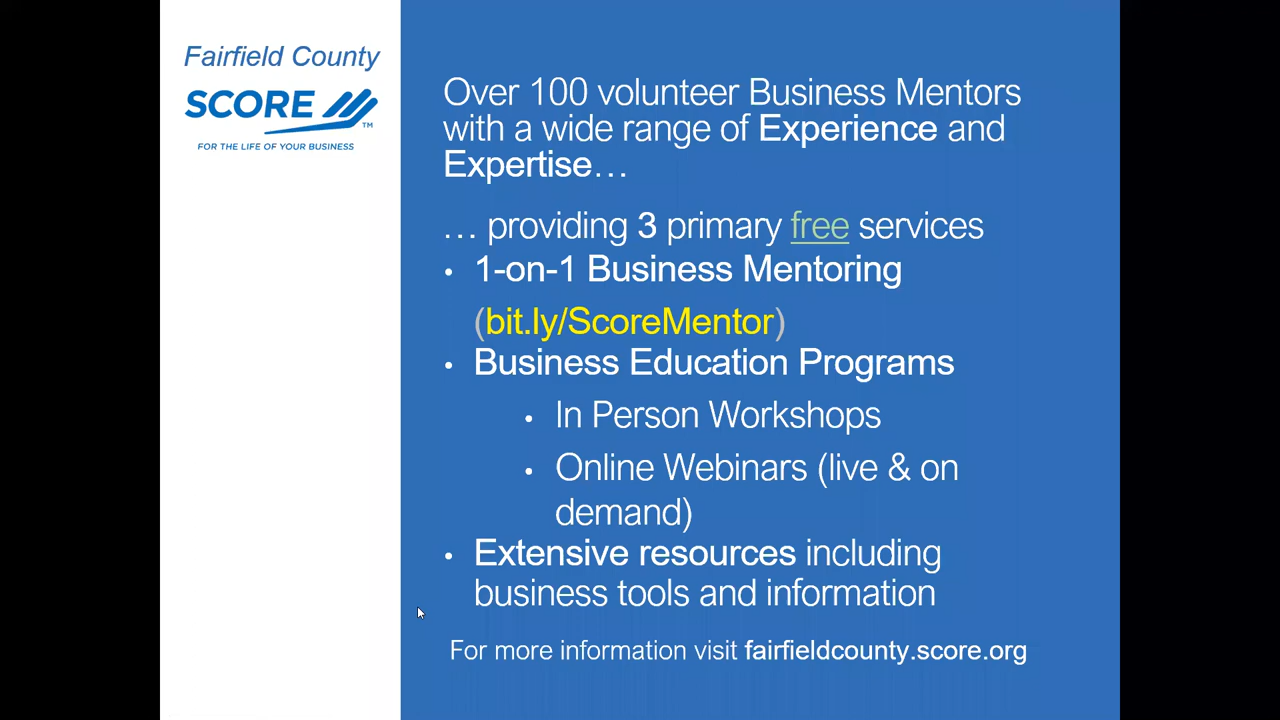 Fairfield County
SCORE
TM
FOR THE LIFE OF YOUR BUSINESS
Over 100 volunteer Business Mentors
with a wide range of Experience and
Expertise…
… providing 3 primary free services
• 1-on-1 Business Mentoring
(bit.ly/ScoreMentor)
• Business Education Programs
• In Person Workshops
• Online Webinars (live & on
demand)
• Extensive resources including
business tools and information
For more information visit fairfieldcounty.score.org